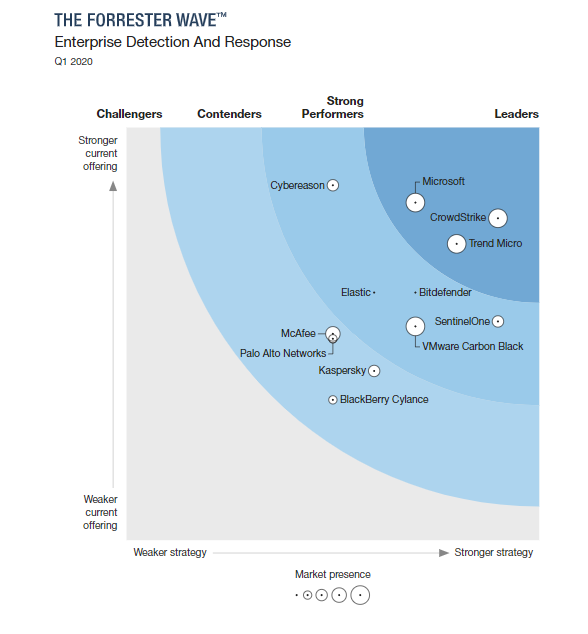 THE FORRESTER WAVE™
Enterprise Detection And Response
Q1 2020
Challengers
Contenders
Strong
Performers
Leaders
Stronger
current
offering
Cybereason
Microsoft
CrowdStrike
Trend Micro
Elastic
Bitdefender
SentinelOne
McAfee
VMware Carbon Black
Palo Alto Networks
Kaspersky
BlackBerry Cylance
Weaker
current
offering
Weaker strategy
Stronger strategy
Market presence